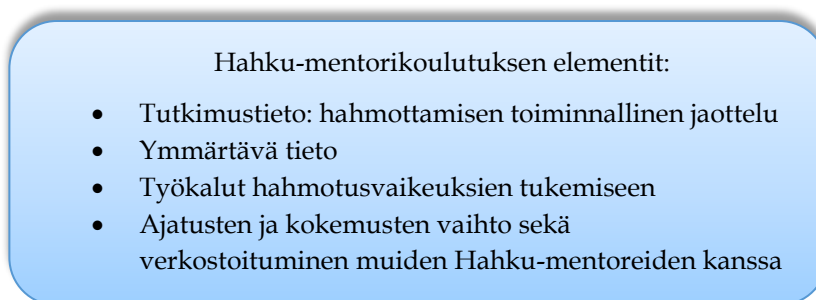 Hahku-mentorikoulutuksen elementit:
• Tutkimustieto: hahmottamisen toiminnallinen jaottelu
• Ymmärtävä tieto
• Työkalut hahmotusvaikeuksien tukemiseen
• Ajatusten ja kokemusten vaihto sekä
verkostoituminen muiden Hahku-mentoreiden kanssa